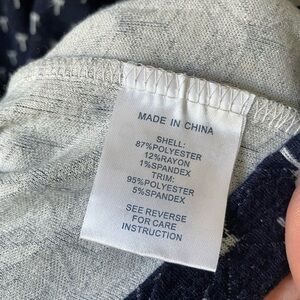 MADE IN CHINA
SHELL:
87%POLYESTER
12%RAYON
1%SPANDEX
TRIM:
95%POLYESTER
5%SPANDEX
SEE REVERSE
FOR CARE
INSTRUCTION